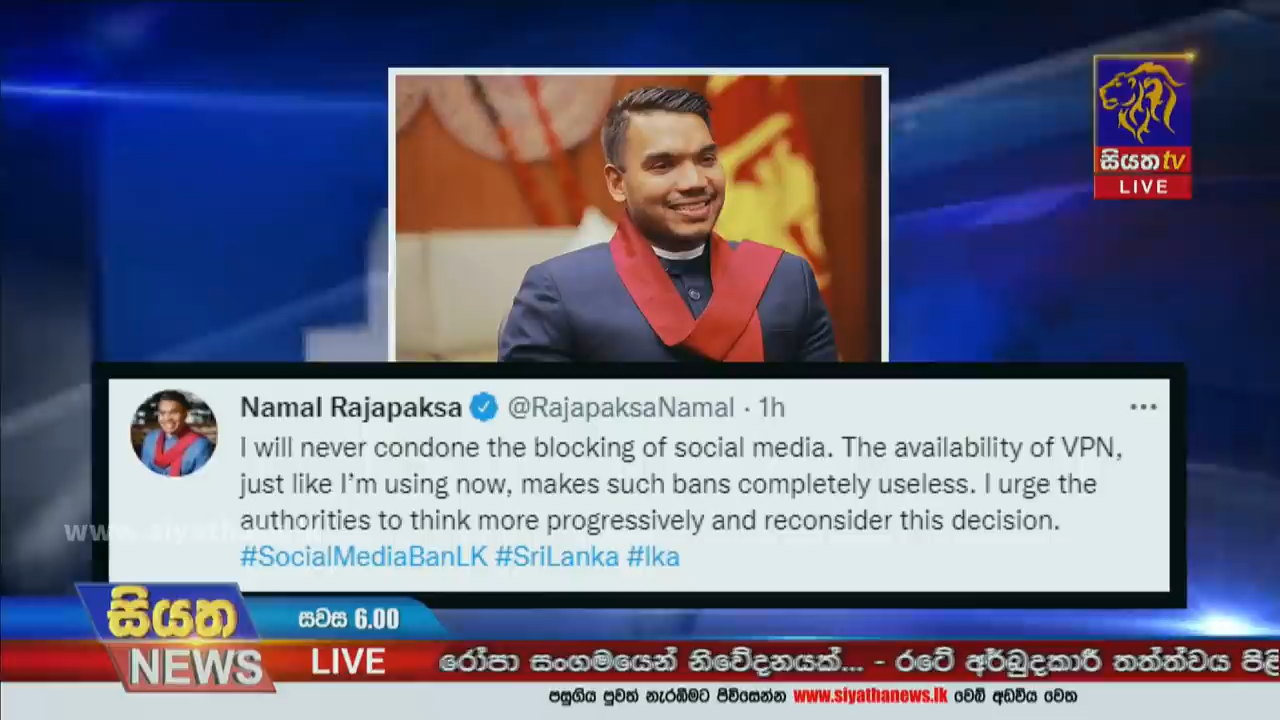 සියත tv
LIVE
Namal Rajapaksa @RajapaksaNamal · 1h
I will never condone the blocking of social media. The availability of VPN,
just like I'm using now, makes such bans completely useless. I urge the
authorities to think more progressively and reconsider this decision.
#SocialMediaBanLK #SriLanka #lka
www.siyatha
සියත
NEWS
සවස 6.00
LIVE
රෝපා සංගමයෙන් නිවේදනයක්... - රටේ අර්බුදකාරී තත්ත්වය පිළි
පසුගිය පුවත් නැරඹීමට පිවිසෙන්න www.siyathanews.lk වෙබ් අඩවිය වෙත